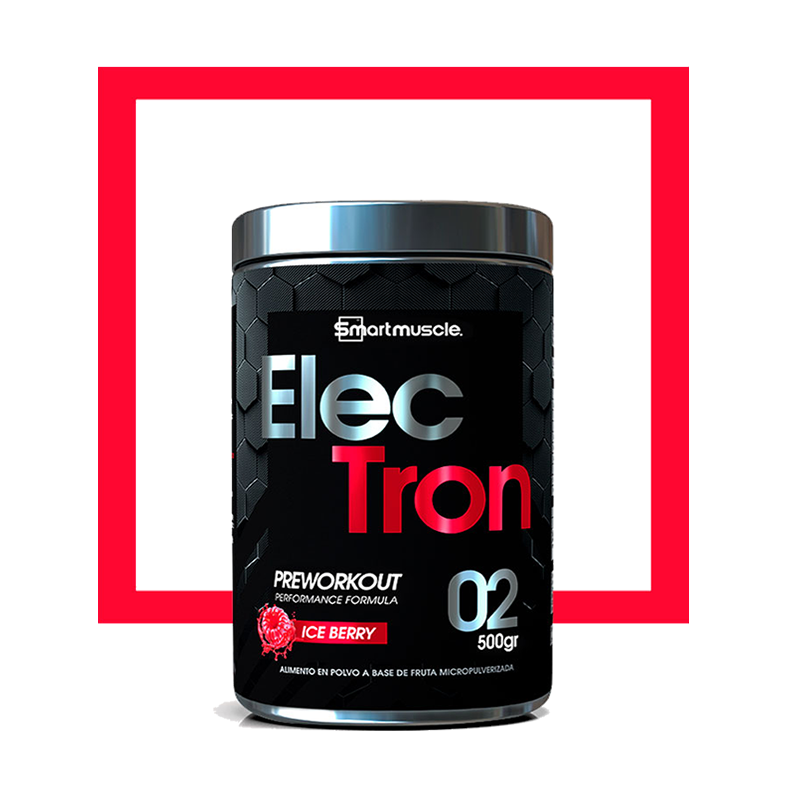 Smartmuscle.
Elec
Tron
PREWORKOUT
PERFORMANCE FORMULA
ICE BERRY
02
500gr
ALIMENTO EN POLVO A BASE DE FRUTA MICROPULVERIZADA